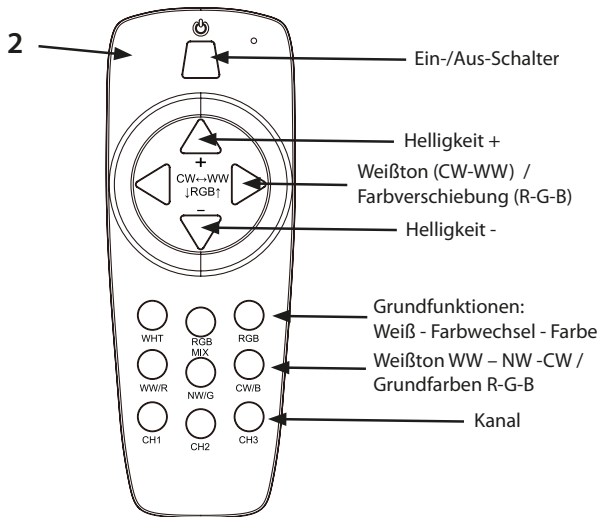 2
Ein-/Aus-Schalter
Helligkeit +
+
CW↔WW
↓RGB↑
–
Weißton (CW-WW) /
Farbverschiebung (R-G-B)
Helligkeit -
WHT
RGB
MIX
RGB
Grundfunktionen:
Weiß - Farbwechsel - Farbe
WW/R
NW/G
CW/B
Weißton WW – NW -CW /
Grundfarben R-G-B
CH1
CH2
CH3
Kanal